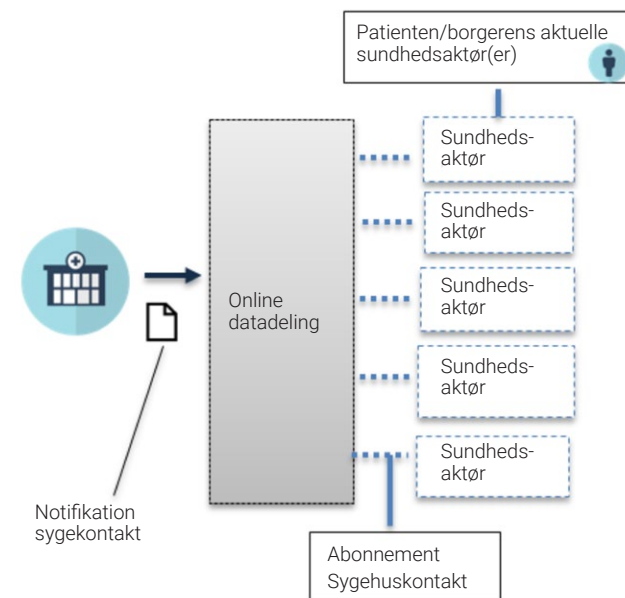 Patienten/borgerens aktuelle
sundhedsaktør(er)
Sundheds-
aktør
Sundheds-
aktør
Online
datadeling
Sundheds-
aktør
Sundheds-
aktør
Sundheds-
aktør
Notifikation
sygekontakt
Abonnement
Sygehuskontakt